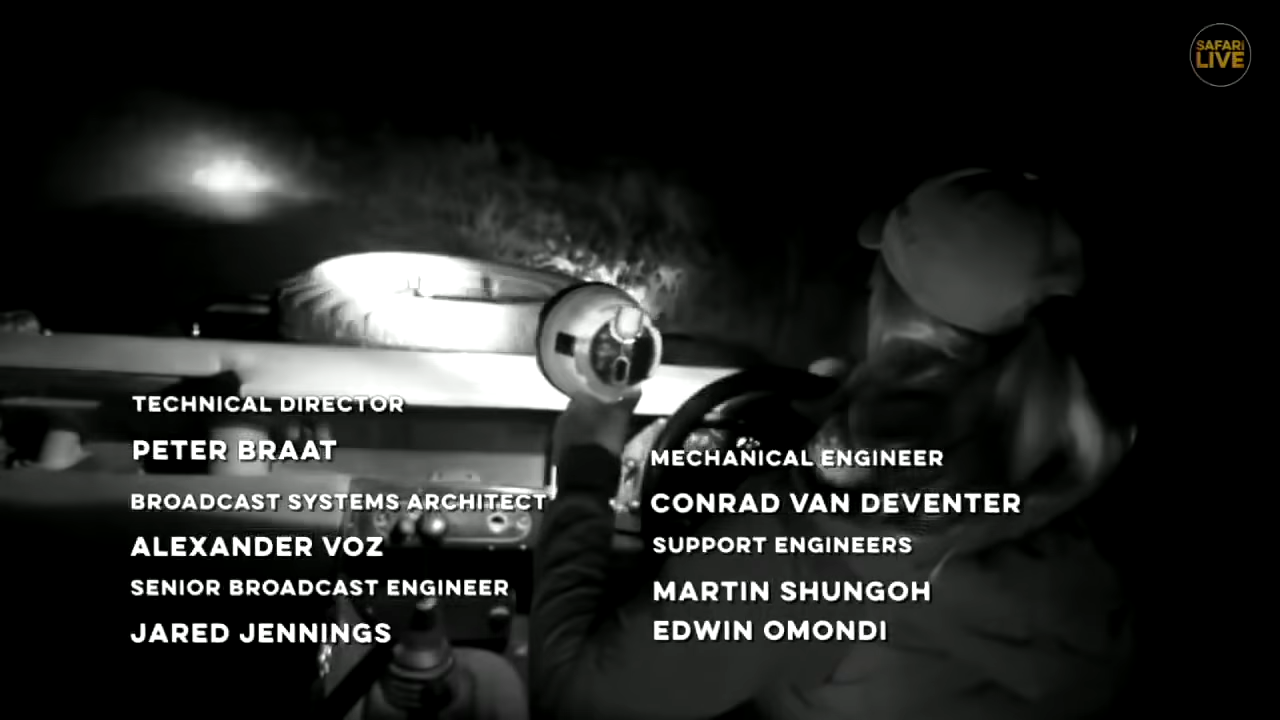 SAFARI
LIVE
TECHNICAL DIRECTOR
PETER BRAAT
BROADCAST SYSTEMS ARCHITECT
ALEXANDER VOZ
SENIOR BROADCAST ENGINEER
JARED JENNINGS
MECHANICAL ENGINEER
CONRAD VAN DEVENTER
SUPPORT ENGINEERS
MARTIN SHUNGOH
EDWIN OMONDI